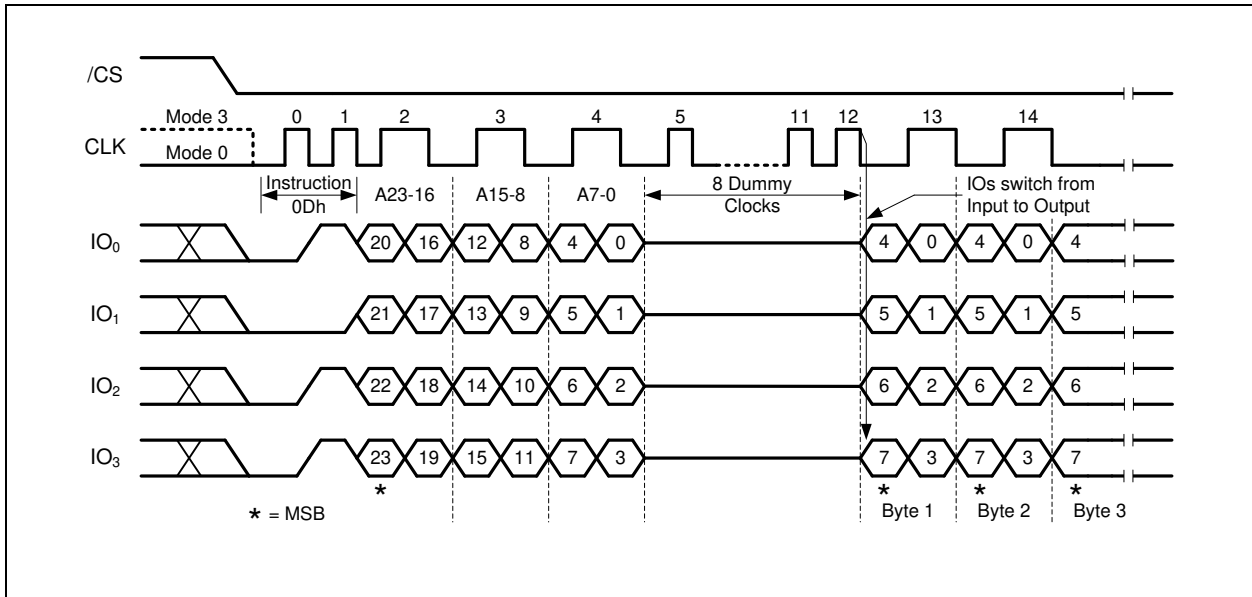 /CS
Mode 3 0 1 2 3 4 5 11 12 13 14
CLK
Mode 0
Instruction 0Dh A23-16 A15-8 A7-0 8 Dummy Clocks IOs switch from Input to Output
IO₀ 20 16 12 8 4 0 4 0 4 0 4
IO₁ 21 17 13 9 5 1 5 1 5 1 5
IO₂ 22 18 14 10 6 2 6 2 6 2 6
IO₃ 23 19 15 11 7 3 7 3 7 3 7
* * * *
* = MSB Byte 1 Byte 2 Byte 3